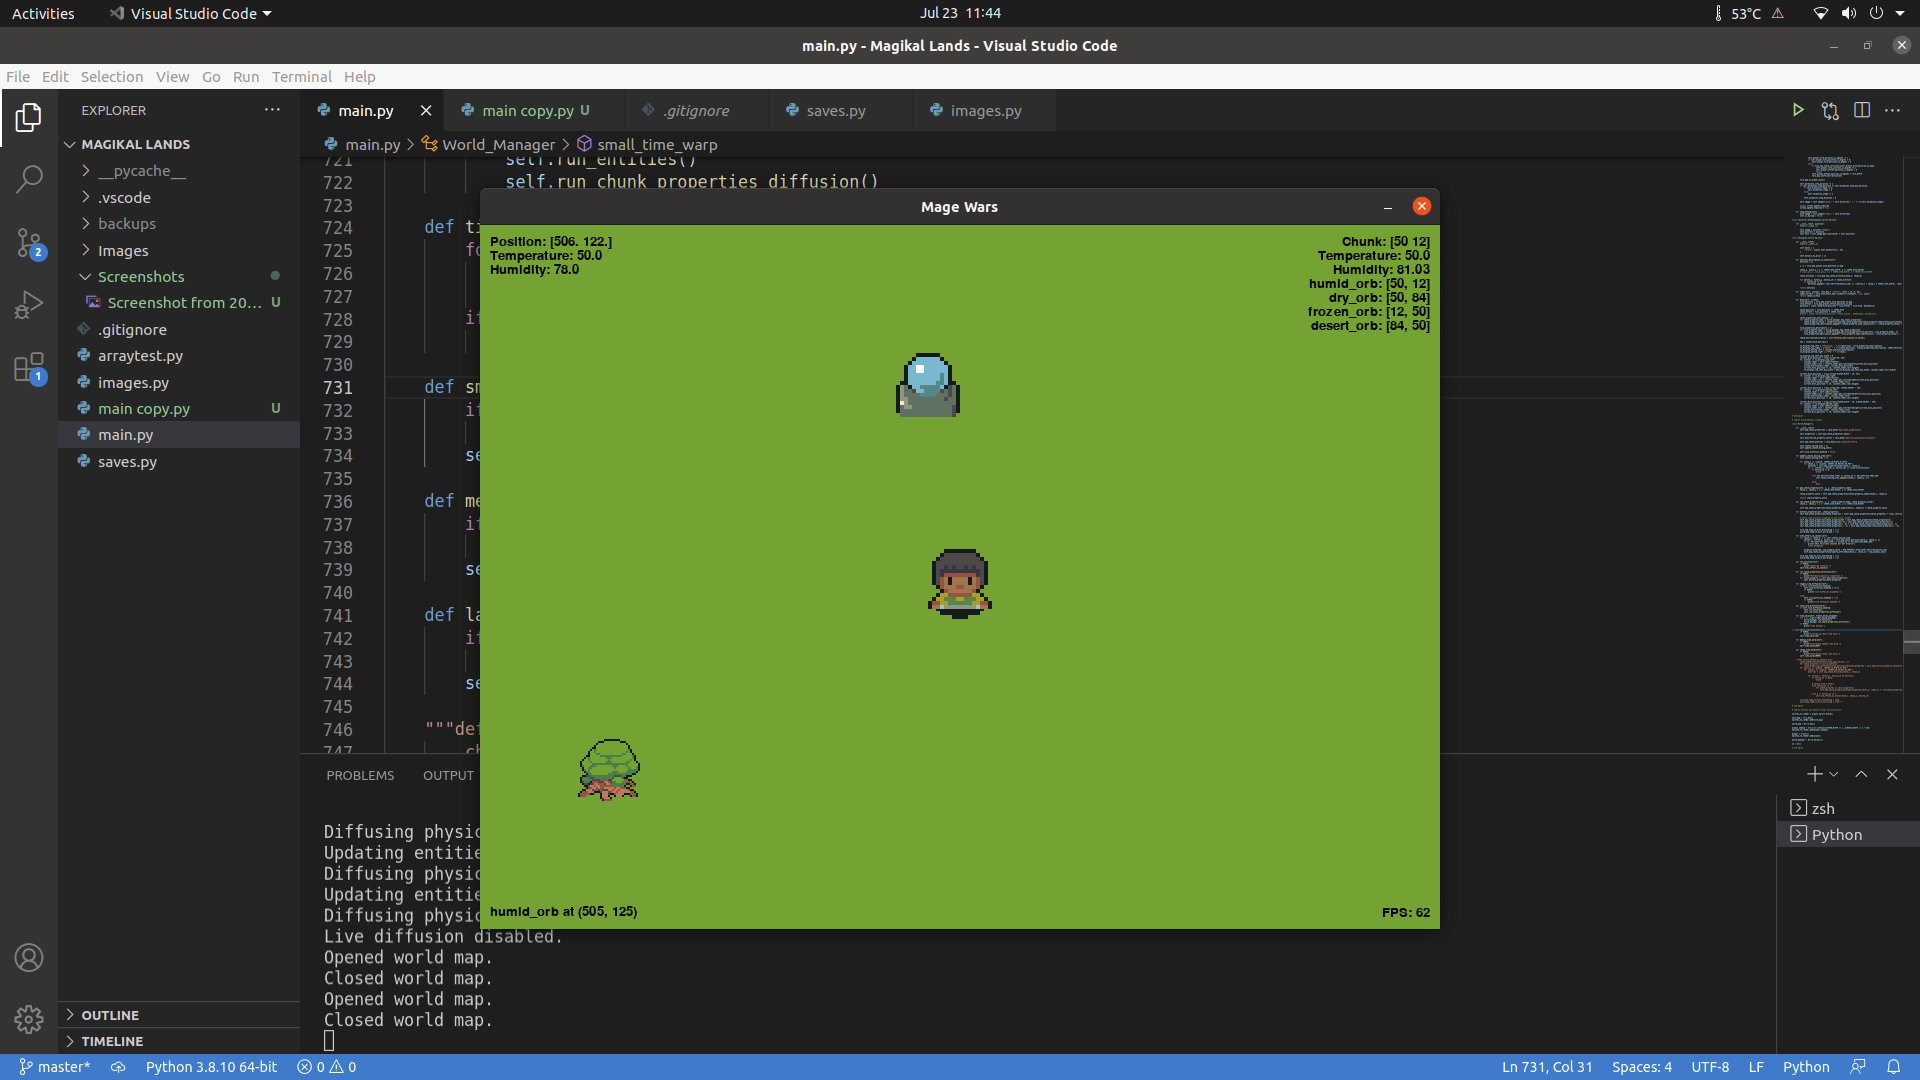 Activities
Visual Studio Code
Jul 23 11:44
53°C
main.py - Magikal Lands - Visual Studio Code
File Edit Selection View Go Run Terminal Help
EXPLORER
MAGIKAL LANDS
__pycache__
.vscode
backups
Images
Screenshots
Screenshot from 20... U
.gitignore
arraytest.py
images.py
main copy.py U
main.py
saves.py
OUTLINE
TIMELINE
2
1
main.py
main copy.py U
.gitignore
saves.py
images.py
main.py > World_Manager > small_time_warp
721 self.run_entities()
722 self.run_chunk_properties_diffusion()
723
724 def ti
725 fo
726
727
728 if
729
730
731 def sm
732 if
733
734 se
735
736 def me
737 if
738
739 se
740
741 def la
742 if
743
744 se
745
746 """def
747 ch
Mage Wars
Position: [506. 122.]
Temperature: 50.0
Humidity: 78.0
Chunk: [50 12]
Temperature: 50.0
Humidity: 81.03
humid_orb: [50, 12]
dry_orb: [50, 84]
frozen_orb: [12, 50]
desert_orb: [84, 50]
humid_orb at (505, 125)
FPS: 62
PROBLEMS OUTPUT
Diffusing physic
Updating entitie
Diffusing physic
Updating entitie
Diffusing physic
Live diffusion disabled.
Opened world map.
Closed world map.
Opened world map.
Closed world map.
zsh
Python
master*
Python 3.8.10 64-bit
0 0
Ln 731, Col 31
Spaces: 4
UTF-8
LF
Python